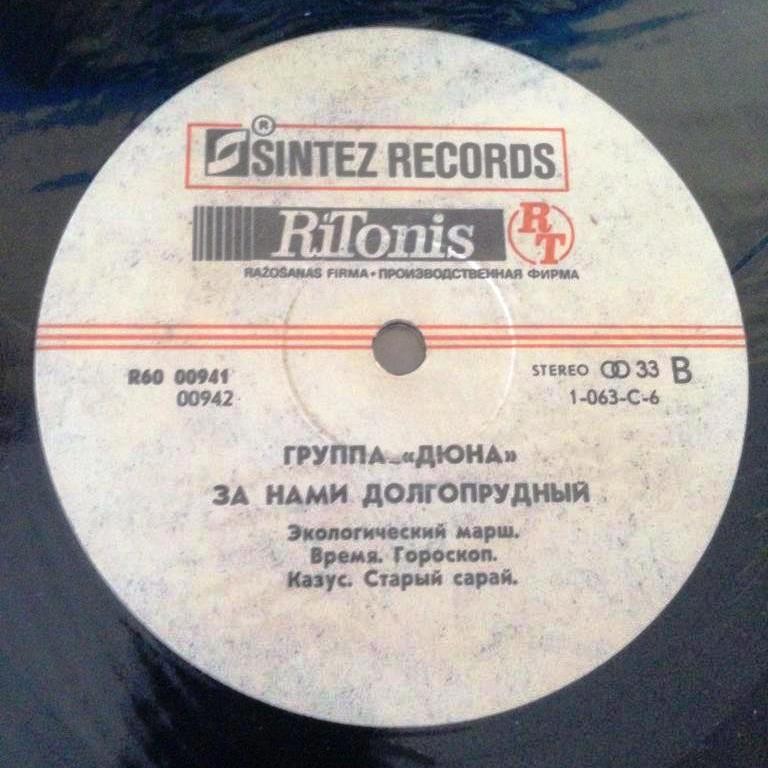 ®
SINTEZ RECORDS
RiTonis RT
RAŽOŠANAS FIRMA • ПРОИЗВОДСТВЕННАЯ ФИРМА
R60 00941
00942
STEREO 33 B
1-063-C-6
ГРУППА «ДЮНА»
ЗА НАМИ ДОЛГОПРУДНЫЙ
Экологический марш.
Время. Гороскоп.
Казус. Старый сарай.